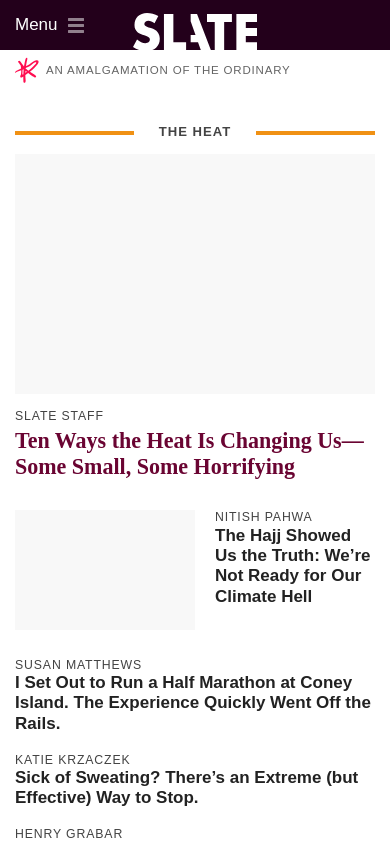 Menu
SLATE
AN AMALGAMATION OF THE ORDINARY
THE HEAT
SLATE STAFF
Ten Ways the Heat Is Changing Us—
Some Small, Some Horrifying
NITISH PAHWA
The Hajj Showed
Us the Truth: We’re
Not Ready for Our
Climate Hell
SUSAN MATTHEWS
I Set Out to Run a Half Marathon at Coney
Island. The Experience Quickly Went Off the
Rails.
KATIE KRZACZEK
Sick of Sweating? There’s an Extreme (but
Effective) Way to Stop.
HENRY GRABAR